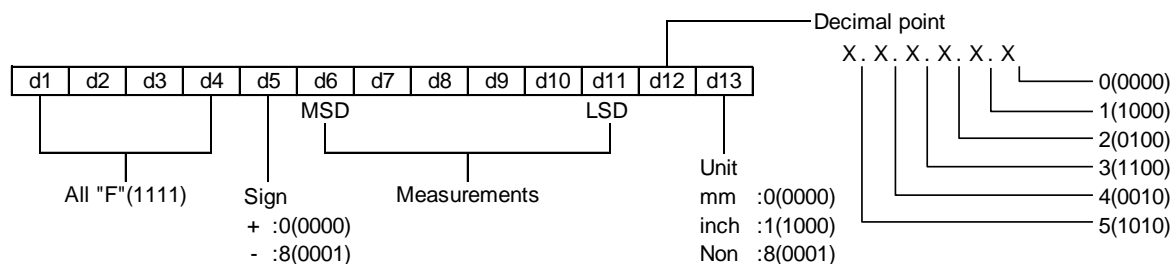 Decimal point
X . X . X . X . X . X
d1 d2 d3 d4 d5 d6 d7 d8 d9 d10 d11 d12 d13
0(0000)
MSD LSD
1(1000)
2(0100)
3(1100)
4(0010)
5(1010)
All "F"(1111)
Sign
+ :0(0000)
- :8(0001)
Measurements
Unit
mm :0(0000)
inch :1(1000)
Non :8(0001)